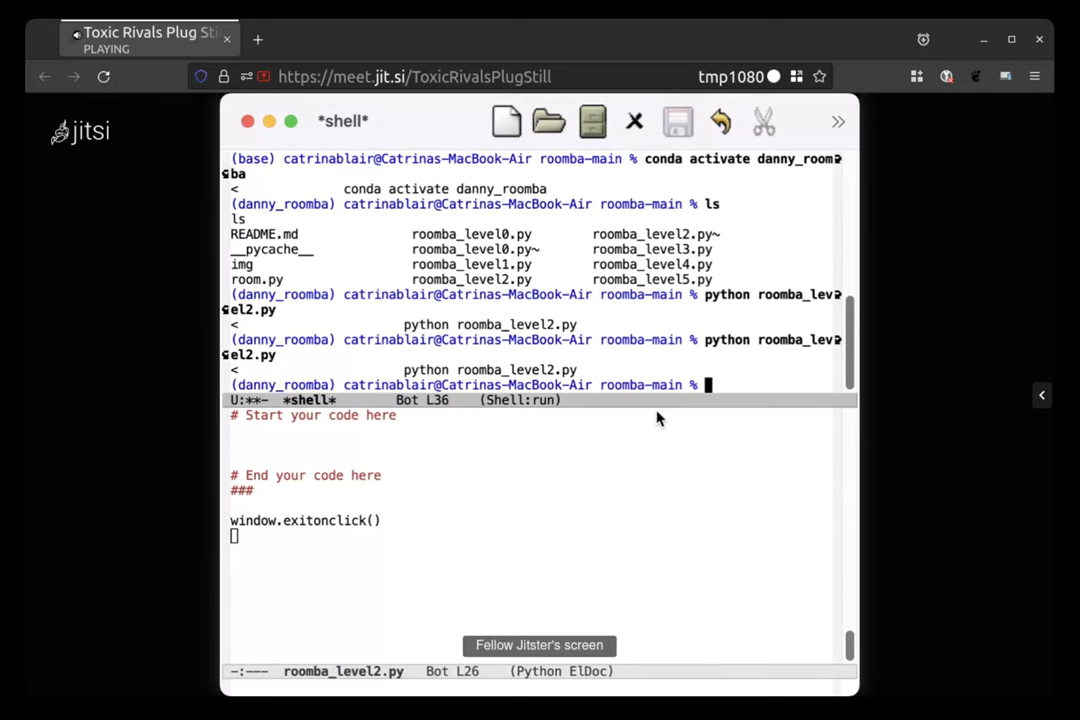 Toxic Rivals Plug Sti
PLAYING
https://meet.jit.si/ToxicRivalsPlugStill
tmp1080
jitsi
*shell*
(base) catrinablair@Catrinas-MacBook-Air roomba-main % conda activate danny_room
ba
< conda activate danny_roomba
(danny_roomba) catrinablair@Catrinas-MacBook-Air roomba-main % ls
ls
README.md roomba_level0.py roomba_level2.py~
__pycache__ roomba_level0.py~ roomba_level3.py
img roomba_level1.py roomba_level4.py
room.py roomba_level2.py roomba_level5.py
(danny_roomba) catrinablair@Catrinas-MacBook-Air roomba-main % python roomba_lev
el2.py
< python roomba_level2.py
(danny_roomba) catrinablair@Catrinas-MacBook-Air roomba-main % python roomba_lev
el2.py
< python roomba_level2.py
(danny_roomba) catrinablair@Catrinas-MacBook-Air roomba-main %
U:**- *shell* Bot L36 (Shell:run)
# Start your code here
# End your code here
###
window.exitonclick()
Fellow Jitster's screen
-:--- roomba_level2.py Bot L26 (Python ElDoc)